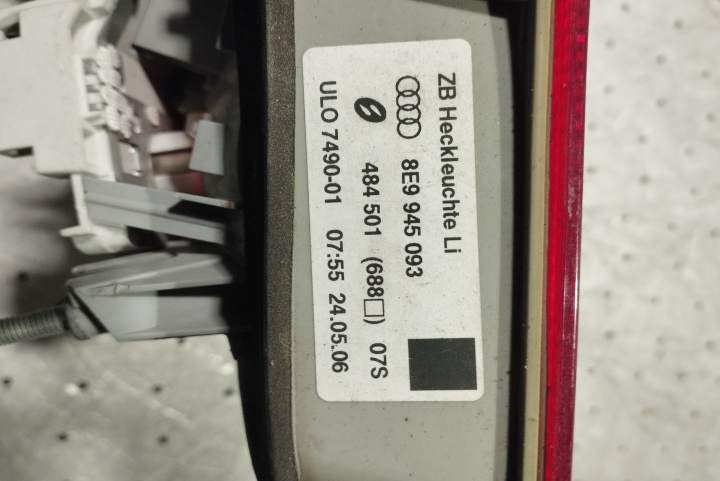 ZB Heckleuchte Li
8E9 945 093
484 501 (688□) 07S
ULO 7490-01 07:55 24.05.06